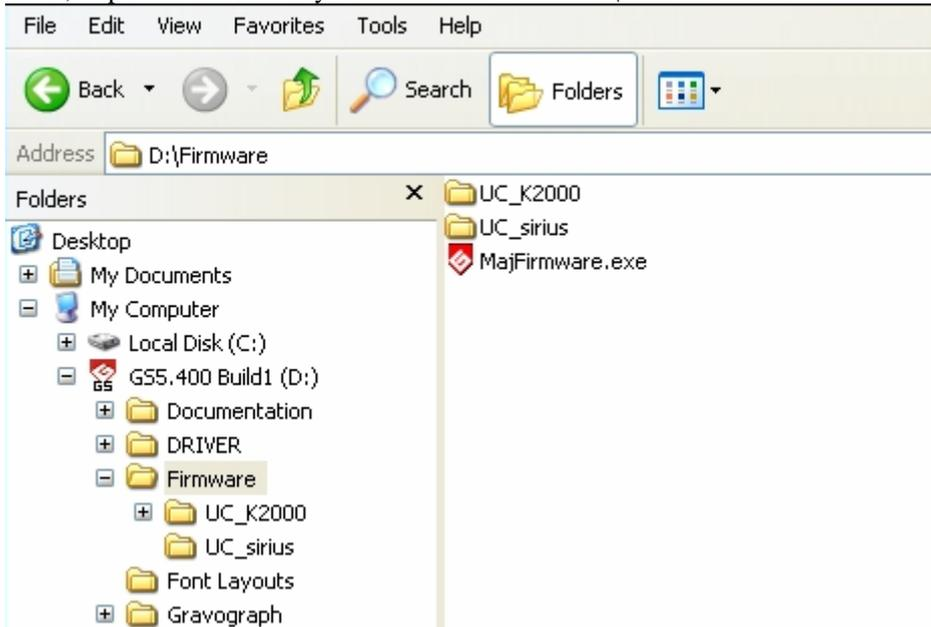 File Edit View Favorites Tools Help
Back Search Folders
Address D:\Firmware
Folders
Desktop
My Documents
My Computer
Local Disk (C:)
GS5.400 Build1 (D:)
Documentation
DRIVER
Firmware
UC_K2000
UC_sirius
Font Layouts
Gravograph
UC_K2000
UC_sirius
MajFirmware.exe